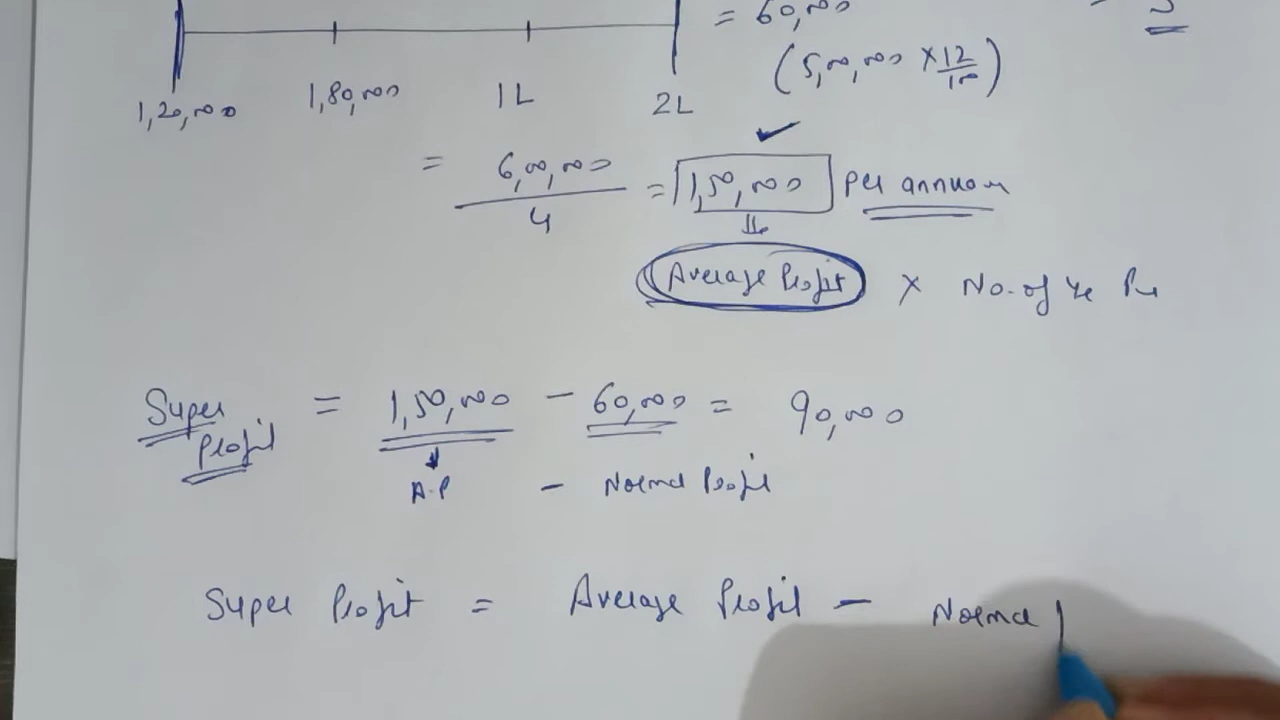 = 60,000
(5,00,000 × 12/100)
1,20,000 1,80,000 1L 2L
= 6,00,000/4 = 1,50,000 per annum
Average Profit × No. of yr Pu
Super Profit = 1,50,000 - 60,000 = 90,000
A.P - Normal Profit
Super Profit = Average Profit - Normal